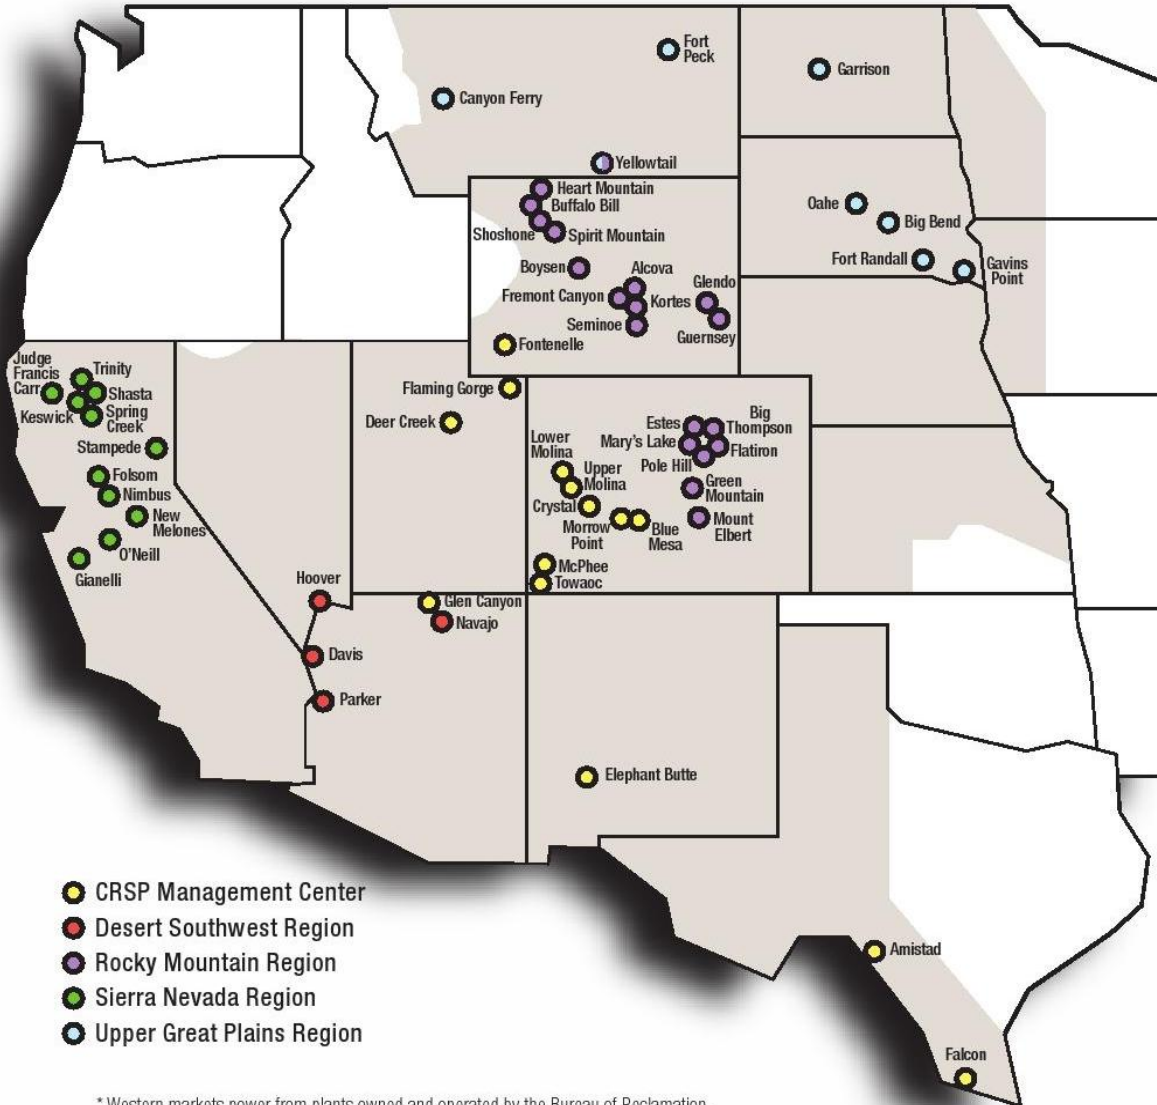 Fort
Peck
Garrison
Canyon Ferry
Yellowtail
Heart Mountain
Buffalo Bill
Shoshone
Spirit Mountain
Oahe
Big Bend
Fort Randall
Gavins
Point
Boysen
Alcova
Glendo
Fremont Canyon
Kortes
Seminoe
Guernsey
Fontenelle
Judge
Francis
Carr
Trinity
Shasta
Keswick
Spring
Creek
Stampede
Folsom
Nimbus
New
Melones
O'Neill
Gianelli
Flaming Gorge
Deer Creek
Estes
Big
Thompson
Mary's Lake
Flatiron
Pole Hill
Lower
Molina
Upper
Molina
Green
Mountain
Crystal
Morrow
Point
Blue
Mesa
Mount
Elbert
McPhee
Towaoc
Hoover
Glen Canyon
Navajo
Davis
Parker
Elephant Butte
Amistad
Falcon
CRSP Management Center
Desert Southwest Region
Rocky Mountain Region
Sierra Nevada Region
Upper Great Plains Region
* Western markets power from plants owned and operated by the Bureau of Reclamation